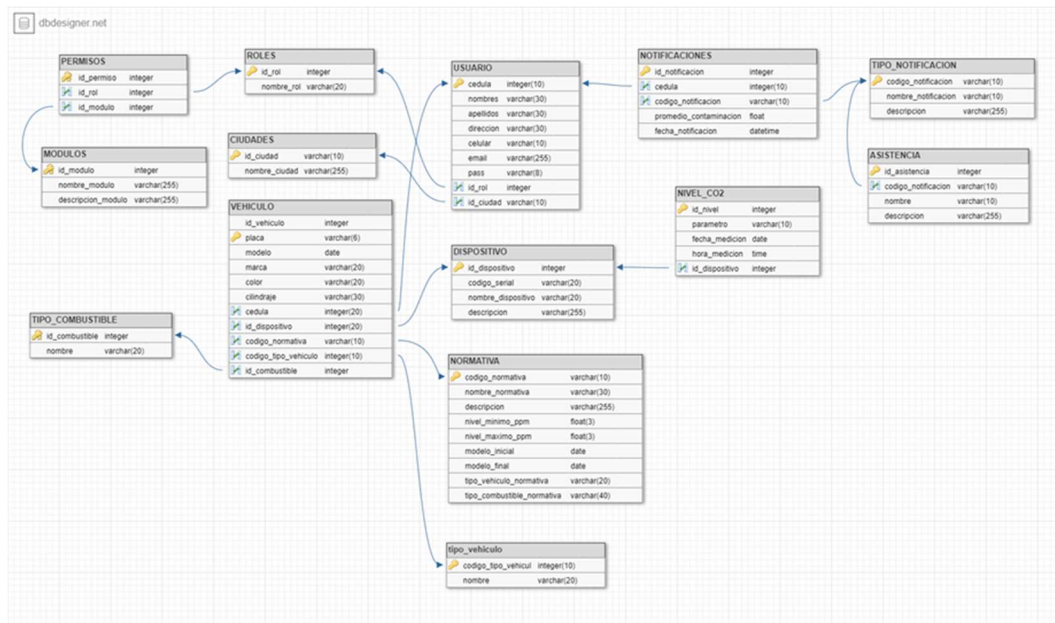 dbdesigner.net
PERMISOS
id_permiso integer
id_rol integer
id_modulo integer
ROLES
id_rol integer
nombre_rol varchar(20)
USUARIO
cedula integer(10)
nombres varchar(30)
apellidos varchar(30)
direccion varchar(30)
celular varchar(10)
email varchar(255)
pass varchar(8)
id_rol integer
id_ciudad varchar(10)
NOTIFICACIONES
id_notificacion integer
cedula integer(10)
codigo_notificacion varchar(10)
promedio_contaminacion float
fecha_notificacion datetime
TIPO_NOTIFICACION
codigo_notificacion varchar(10)
nombre_notificacion varchar(10)
descripcion varchar(255)
MODULOS
id_modulo integer
nombre_modulo varchar(255)
descripcion_modulo varchar(255)
CIUDADES
id_ciudad varchar(10)
nombre_ciudad varchar(255)
ASISTENCIA
id_asistencia integer
codigo_notificacion varchar(10)
nombre varchar(10)
descripcion varchar(255)
NIVEL_CO2
id_nivel integer
parametro varchar(10)
fecha_medicion date
hora_medicion time
id_dispositivo integer
VEHICULO
id_vehiculo integer
placa varchar(6)
modelo date
marca varchar(20)
color varchar(20)
cilindraje varchar(30)
cedula integer(20)
id_dispositivo integer(20)
codigo_normativa varchar(10)
codigo_tipo_vehiculo integer(10)
id_combustible integer
DISPOSITIVO
id_dispositivo integer
codigo_serial varchar(20)
nombre_dispositivo varchar(20)
descripcion varchar(255)
TIPO_COMBUSTIBLE
id_combustible integer
nombre varchar(20)
NORMATIVA
codigo_normativa varchar(10)
nombre_normativa varchar(30)
descripcion varchar(255)
nivel_minimo_ppm float(3)
nivel_maximo_ppm float(3)
modelo_inicial date
modelo_final date
tipo_vehiculo_normativa varchar(20)
tipo_combustible_normativa varchar(40)
tipo_vehiculo
codigo_tipo_vehicul integer(10)
nombre varchar(20)